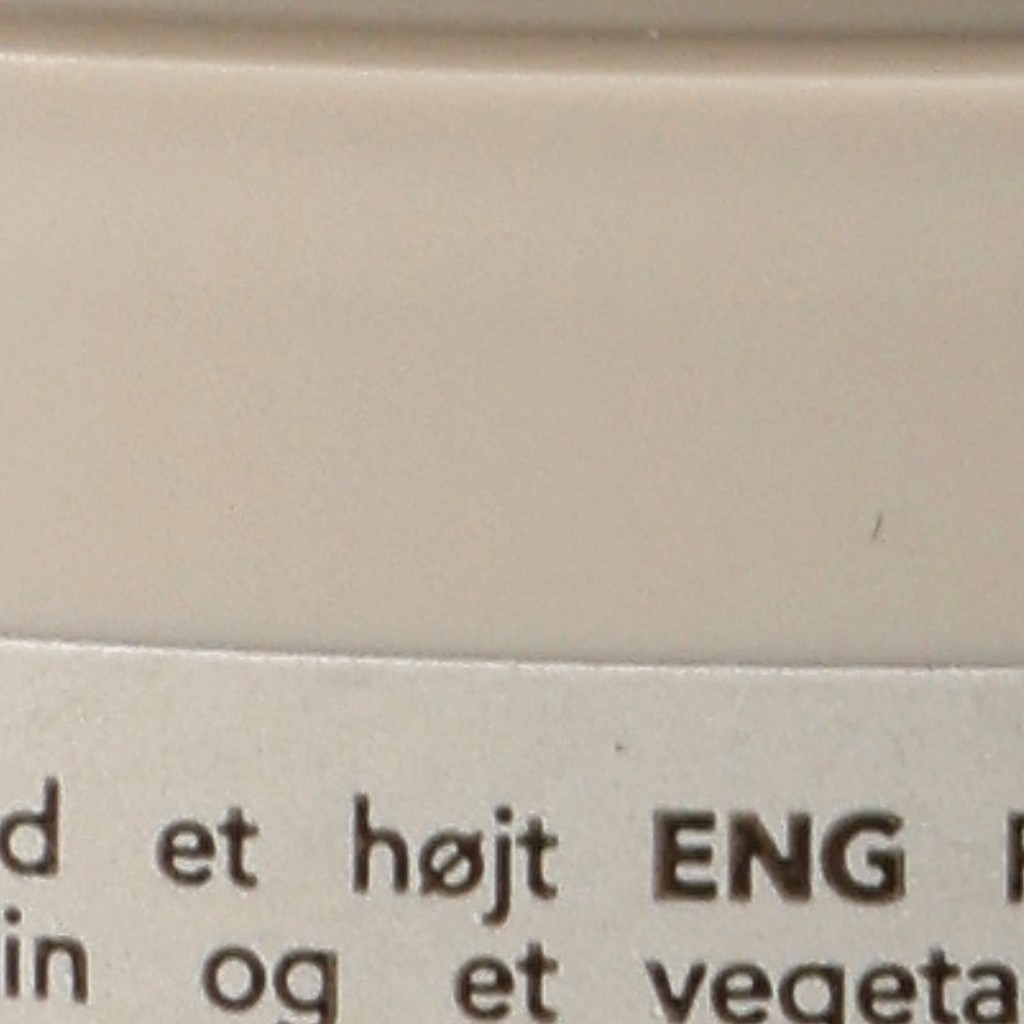 d et højt ENG
in og et vegeta